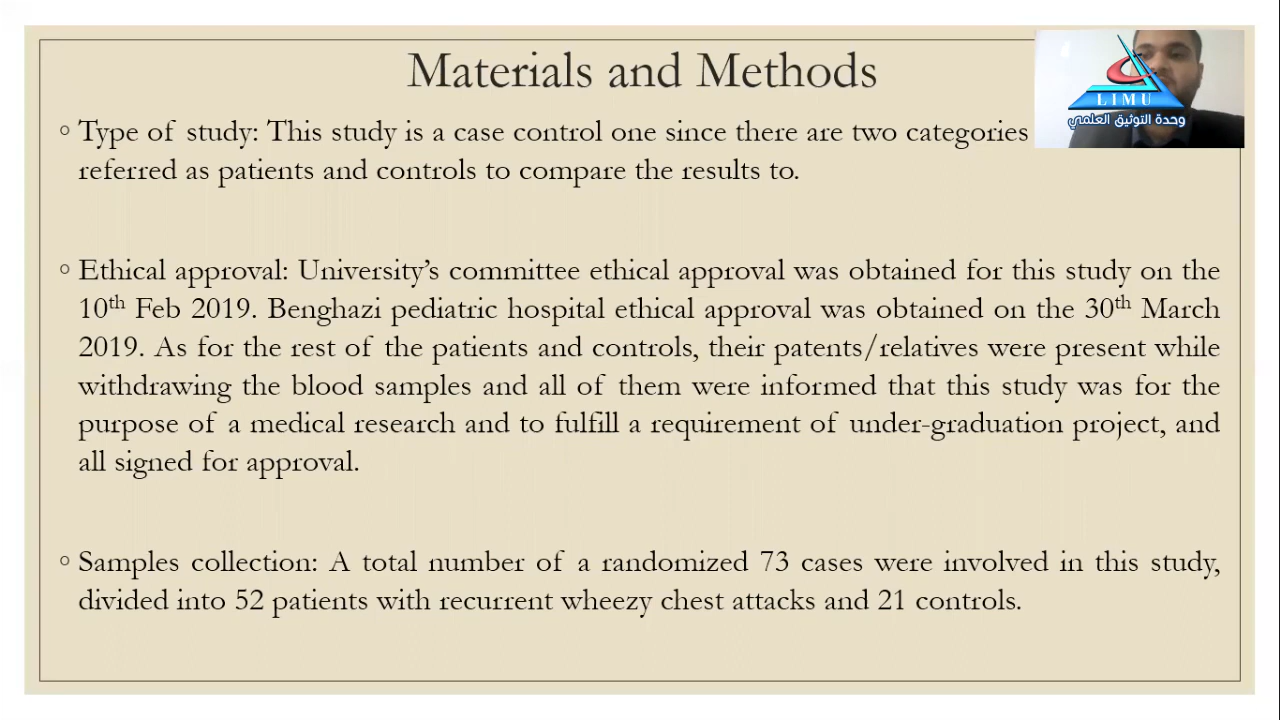 Materials and Methods
LIMU
وحدة التوثيق العلمي
◦ Type of study: This study is a case control one since there are two categories
referred as patients and controls to compare the results to.
◦ Ethical approval: University’s committee ethical approval was obtained for this study on the
10th Feb 2019. Benghazi pediatric hospital ethical approval was obtained on the 30th March
2019. As for the rest of the patients and controls, their patents/relatives were present while
withdrawing the blood samples and all of them were informed that this study was for the
purpose of a medical research and to fulfill a requirement of under-graduation project, and
all signed for approval.
◦ Samples collection: A total number of a randomized 73 cases were involved in this study,
divided into 52 patients with recurrent wheezy chest attacks and 21 controls.